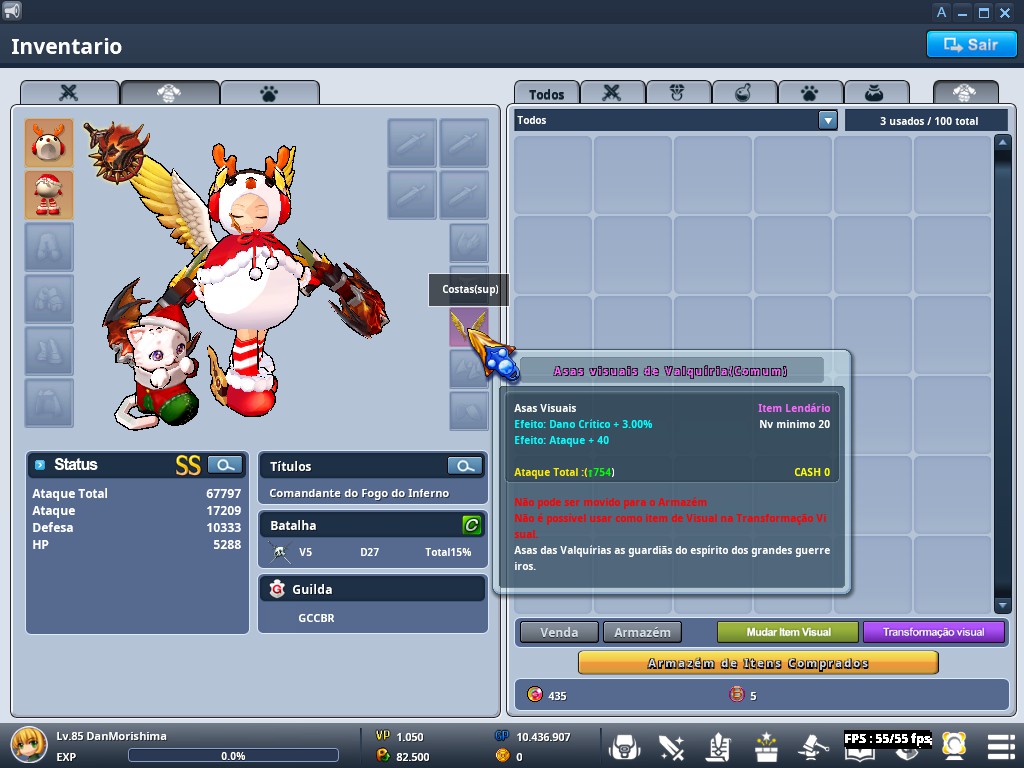 A
Inventario
Sair
Todos
Todos
3 usados / 100 total
Costas(sup)
Asas visuais de Valquíria(Comum)
Asas Visuais
Item Lendário
Efeito: Dano Crítico + 3.00%
Nv minimo 20
Efeito: Ataque + 40
Ataque Total :(↑754)
CASH 0
Não pode ser movido para o Armazém
Não é possível usar como item de Visual na Transformação Vi
sual.
Asas das Valquírias as guardiãs do espírito dos grandes guerre
iros.
Status
SS
Ataque Total 67797
Ataque 17209
Defesa 10333
HP 5288
Títulos
Comandante do Fogo do Inferno
Batalha
V5 D27 Total15%
Guilda
GCCBR
Venda
Armazém
Mudar Item Visual
Transformação visual
Armazém de Itens Comprados
435
5
Lv.85 DanMorishima
EXP 0.0%
VP 1.050
82.500
GP 10.436.907
0
FPS : 55/55 fps